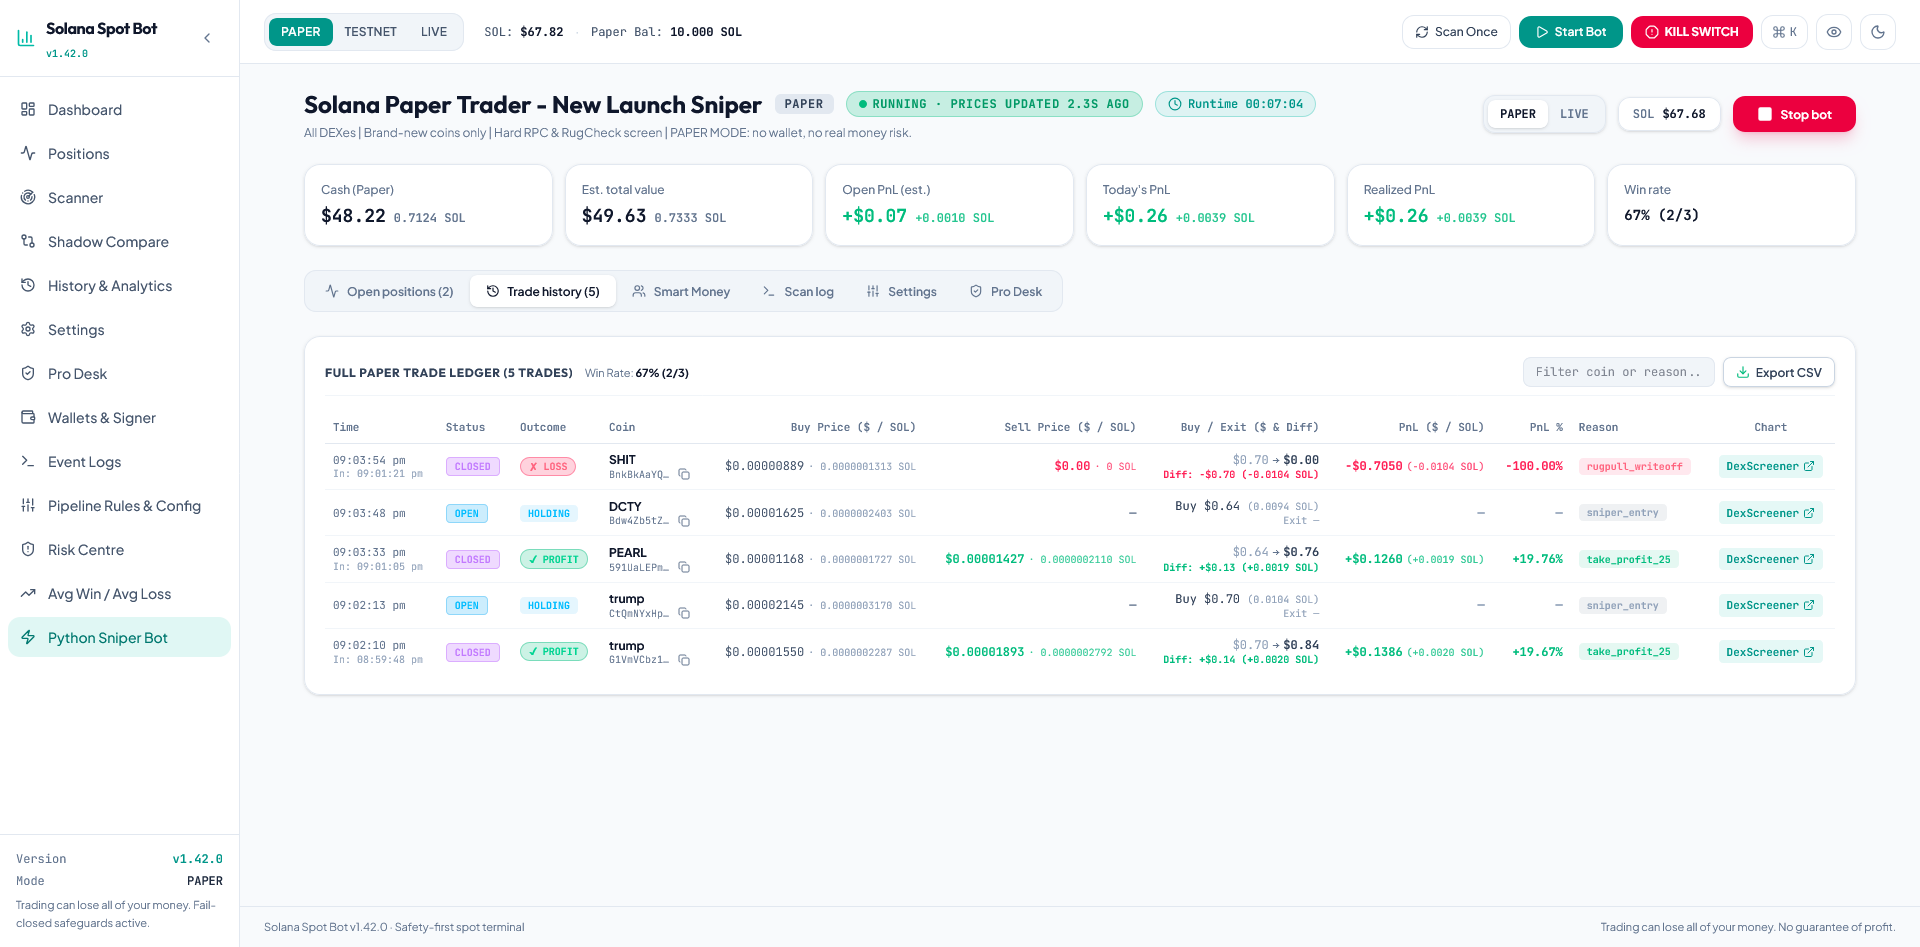 Solana Spot Bot
v1.42.0
PAPER TESTNET LIVE SOL: $67.82 · Paper Bal: 10.000 SOL
Scan Once Start Bot KILL SWITCH ⌘ K
Dashboard
Positions
Scanner
Shadow Compare
History & Analytics
Settings
Pro Desk
Wallets & Signer
Event Logs
Pipeline Rules & Config
Risk Centre
Avg Win / Avg Loss
Python Sniper Bot
Version v1.42.0
Mode PAPER
Trading can lose all of your money. Fail-
closed safeguards active.
Solana Paper Trader - New Launch Sniper PAPER RUNNING · PRICES UPDATED 2.3S AGO Runtime 00:07:04
All DEXes | Brand-new coins only | Hard RPC & RugCheck screen | PAPER MODE: no wallet, no real money risk.
PAPER LIVE SOL $67.68 Stop bot
Cash (Paper)
$48.22 0.7124 SOL
Est. total value
$49.63 0.7333 SOL
Open PnL (est.)
+$0.07 +0.0010 SOL
Today's PnL
+$0.26 +0.0039 SOL
Realized PnL
+$0.26 +0.0039 SOL
Win rate
67% (2/3)
Open positions (2) Trade history (5) Smart Money Scan log Settings Pro Desk
FULL PAPER TRADE LEDGER (5 TRADES) Win Rate: 67% (2/3)
Filter coin or reason.. Export CSV
Time Status Outcome Coin Buy Price ($ / SOL) Sell Price ($ / SOL) Buy / Exit ($ & Diff) PnL ($ / SOL) PnL % Reason Chart
09:03:54 pm CLOSED ✗ LOSS SHIT $0.00000889 · 0.0000001313 SOL $0.00 · 0 SOL $0.70 → $0.00 -$0.7050 (-0.0104 SOL) -100.00% rugpull_writeoff DexScreener
In: 09:01:21 pm BnkBkAaYQ… Diff: -$0.70 (-0.0104 SOL)
09:03:48 pm OPEN HOLDING DCTY $0.00001625 · 0.0000002403 SOL — Buy $0.64 (0.0094 SOL) — — sniper_entry DexScreener
Bdw4Zb5tZ… Exit —
09:03:33 pm CLOSED ✓ PROFIT PEARL $0.00001168 · 0.0000001727 SOL $0.00001427 · 0.0000002110 SOL $0.64 → $0.76 +$0.1260 (+0.0019 SOL) +19.76% take_profit_25 DexScreener
In: 09:01:05 pm 591UaLEPm… Diff: +$0.13 (+0.0019 SOL)
09:02:13 pm OPEN HOLDING trump $0.00002145 · 0.0000003170 SOL — Buy $0.70 (0.0104 SOL) — — sniper_entry DexScreener
CtQmNYxHp… Exit —
09:02:10 pm CLOSED ✓ PROFIT trump $0.00001550 · 0.0000002287 SOL $0.00001893 · 0.0000002792 SOL $0.70 → $0.84 +$0.1386 (+0.0020 SOL) +19.67% take_profit_25 DexScreener
In: 08:59:48 pm G1VmVCbz1… Diff: +$0.14 (+0.0020 SOL)
Solana Spot Bot v1.42.0 · Safety-first spot terminal
Trading can lose all of your money. No guarantee of profit.